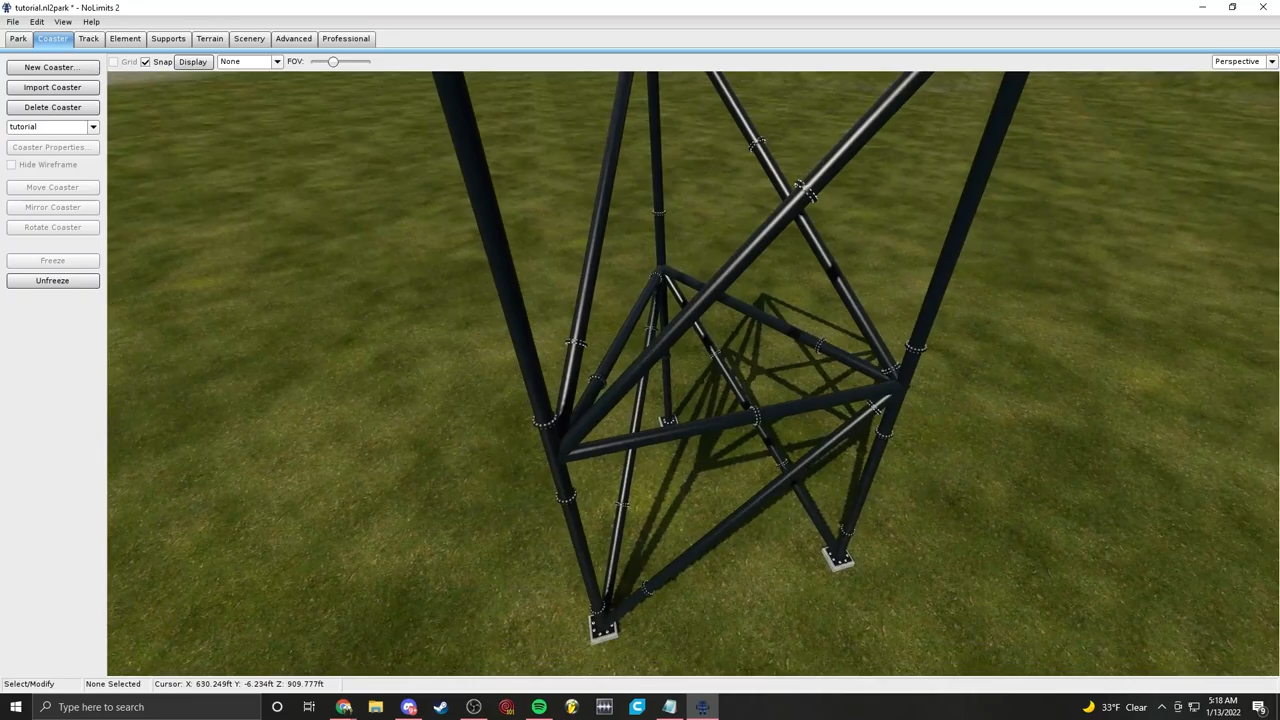 tutorial.nl2park * - NoLimits 2
File Edit View Help
Park Coaster Track Element Supports Terrain Scenery Advanced Professional
Grid Snap Display None FOV: Perspective
New Coaster...
Import Coaster
Delete Coaster
tutorial
Coaster Properties...
Hide Wireframe
Move Coaster
Mirror Coaster
Rotate Coaster
Freeze
Unfreeze
Select/Modify None Selected Cursor: X: 630.249ft Y: -6.234ft Z: 909.777ft
Type here to search
33°F Clear
5:18 AM
1/13/2022